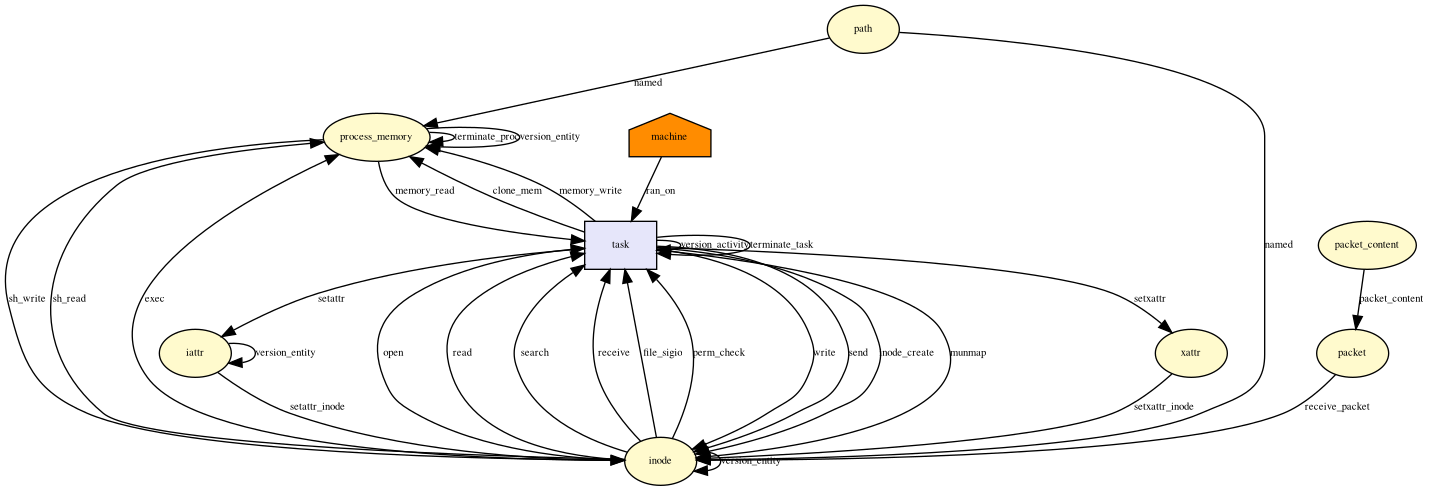 path
named
process_memory
terminate_proc
version_entity
machine
memory_read
clone_mem
memory_write
ran_on
task
version_activity
terminate_task
named
packet_content
sh_write
sh_read
exec
setattr
setxattr
packet_content
iattr
version_entity
open
read
search
receive
file_sigio
perm_check
write
send
inode_create
munmap
xattr
packet
setattr_inode
setxattr_inode
receive_packet
inode
version_entity